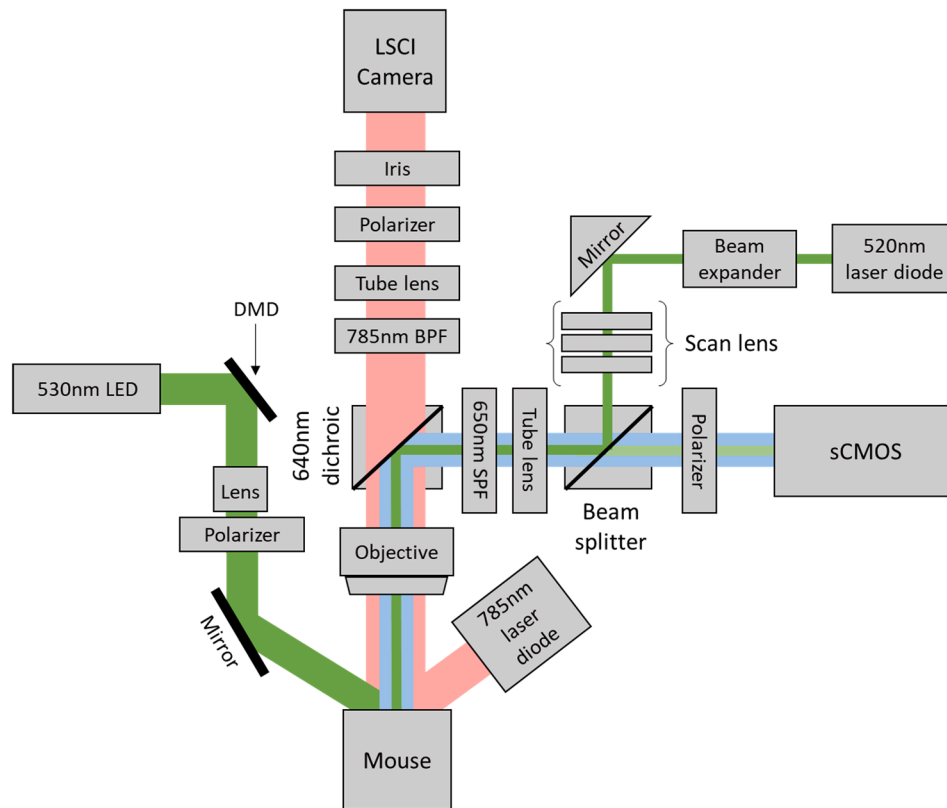 LSCI
Camera
Iris
Polarizer
Tube lens
785nm BPF
DMD
530nm LED
Lens
Polarizer
Mirror
640nm
dichroic
Objective
650nm SPF
Tube lens
Beam
splitter
Polarizer
sCMOS
Mirror
Beam
expander
520nm
laser diode
Scan lens
785nm
laser
diode
Mouse